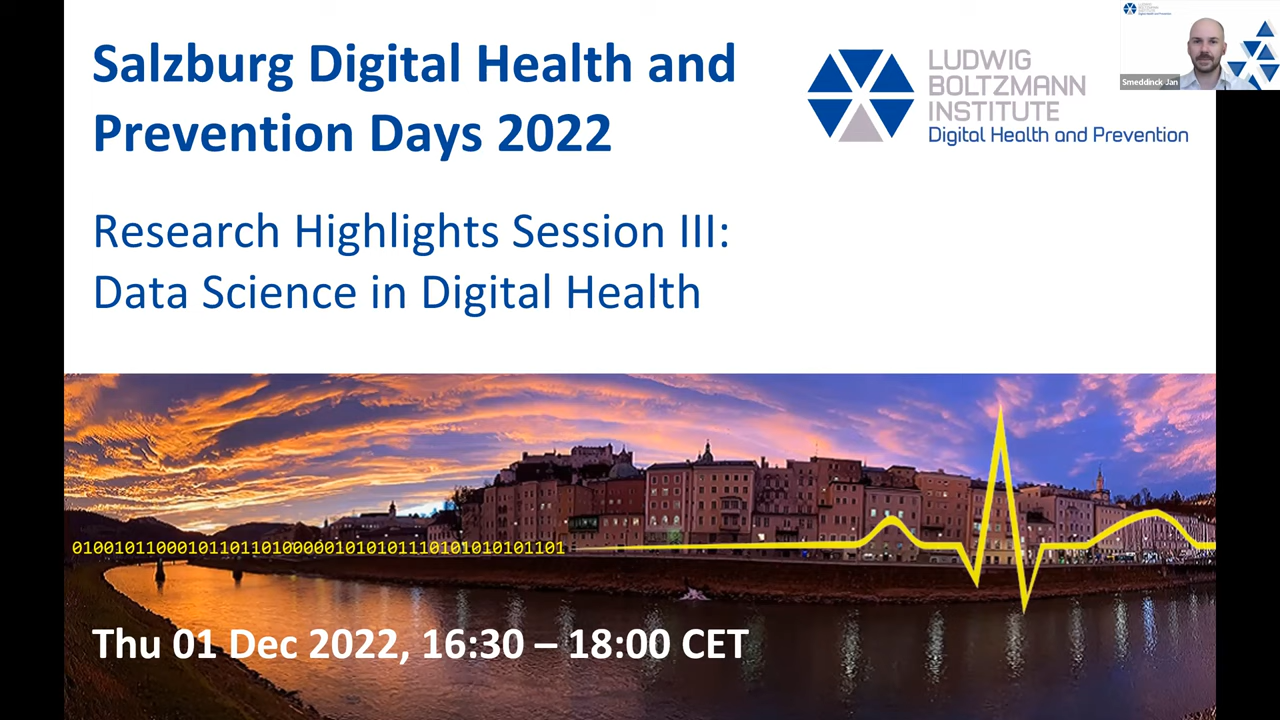 Salzburg Digital Health and
Prevention Days 2022
LUDWIG
BOLTZMANN
INSTITUTE
Digital Health and Prevention
Smeddinck, Jan
Research Highlights Session III:
Data Science in Digital Health
Thu 01 Dec 2022, 16:30 – 18:00 CET